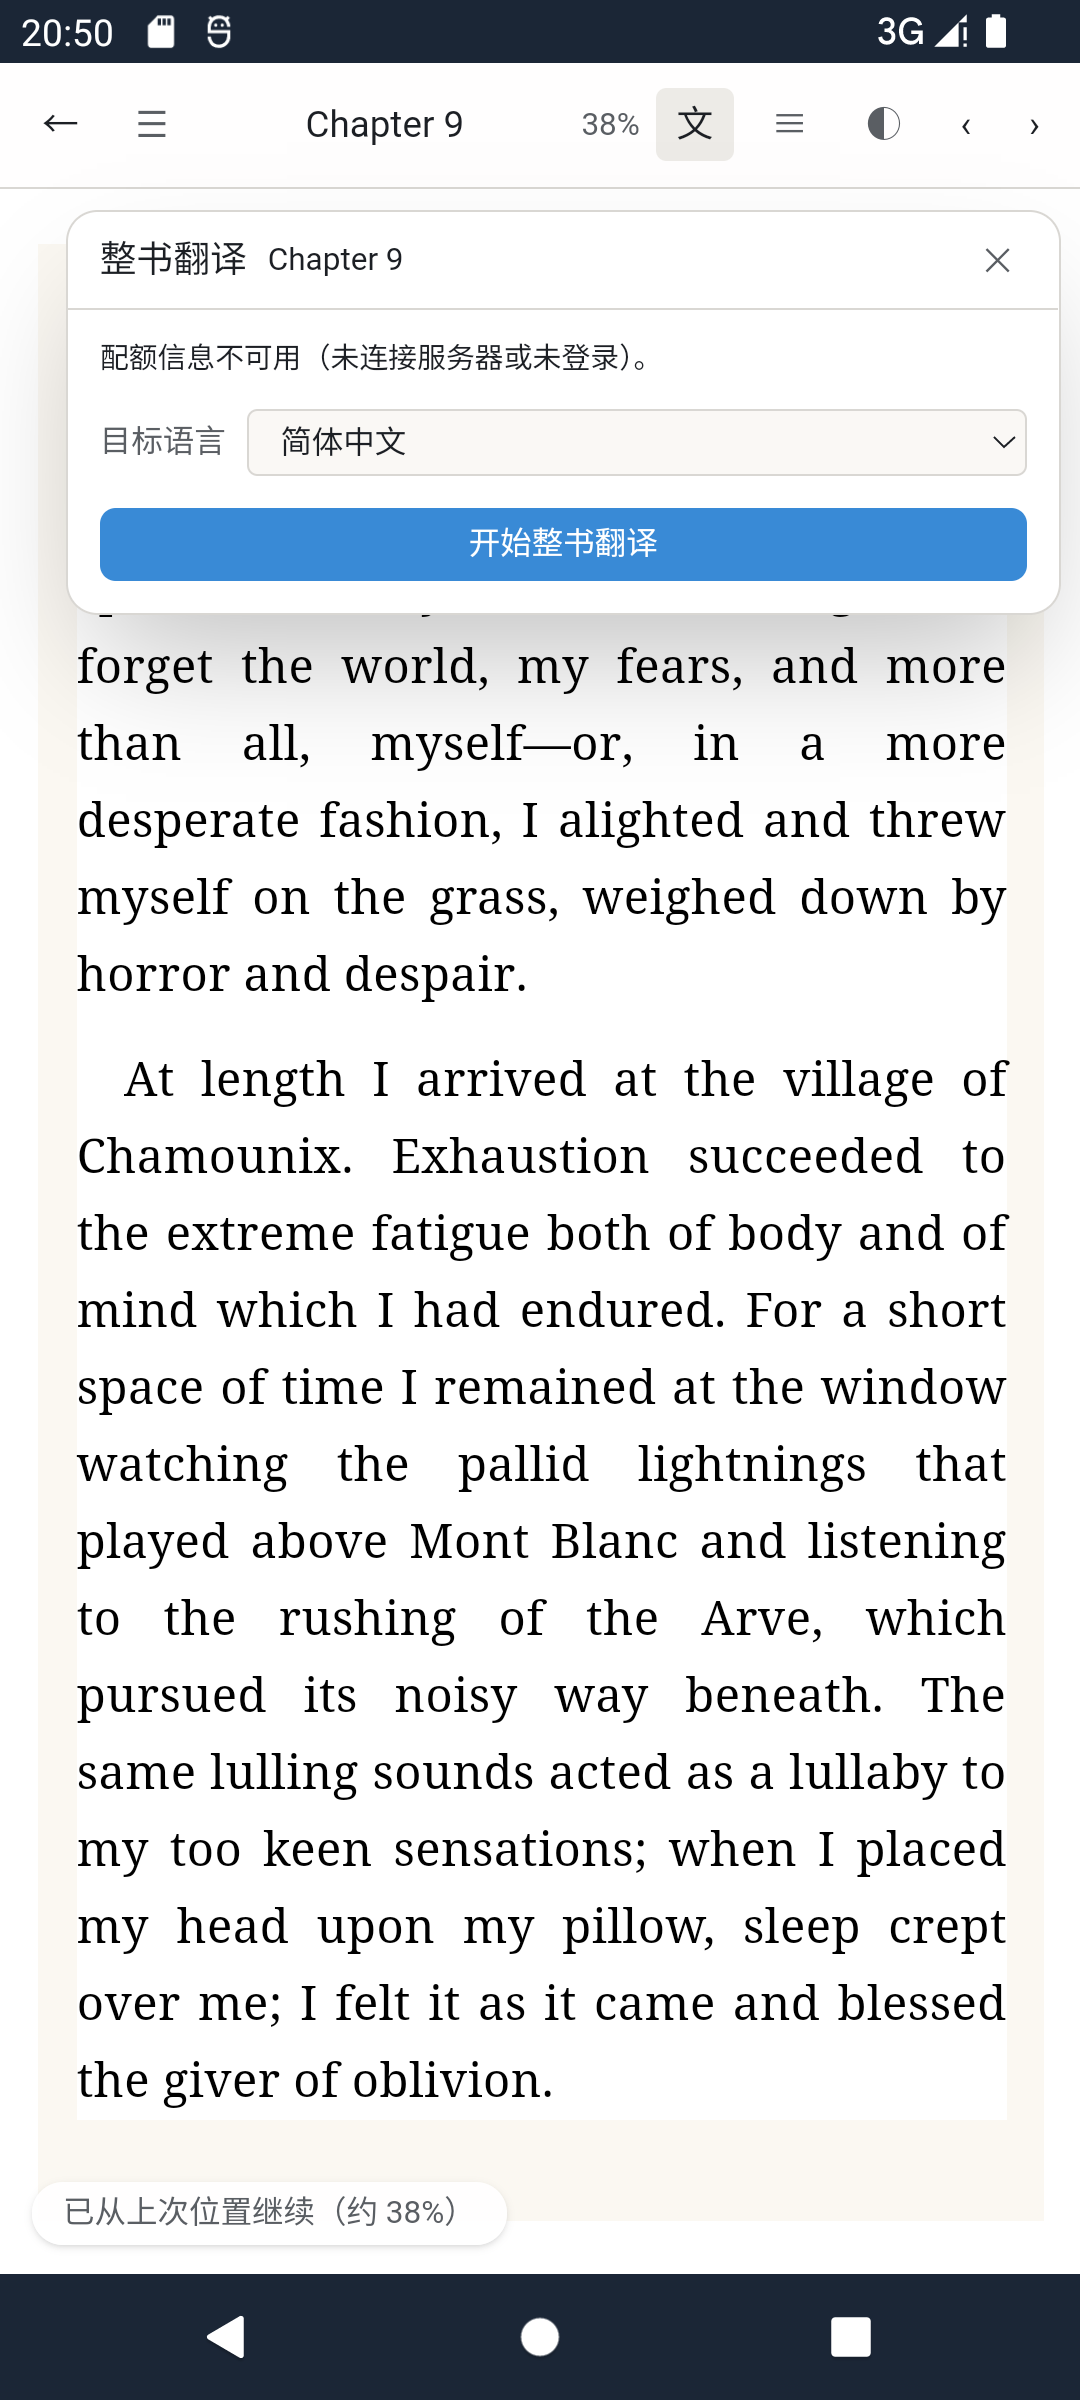 20:50
3G
Chapter 9
38%
文
整书翻译 Chapter 9
配额信息不可用（未连接服务器或未登录）。
目标语言
简体中文
开始整书翻译
forget the world, my fears, and more
than all, myself—or, in a more
desperate fashion, I alighted and threw
myself on the grass, weighed down by
horror and despair.
At length I arrived at the village of
Chamounix. Exhaustion succeeded to
the extreme fatigue both of body and of
mind which I had endured. For a short
space of time I remained at the window
watching the pallid lightnings that
played above Mont Blanc and listening
to the rushing of the Arve, which
pursued its noisy way beneath. The
same lulling sounds acted as a lullaby to
my too keen sensations; when I placed
my head upon my pillow, sleep crept
over me; I felt it as it came and blessed
the giver of oblivion.
已从上次位置继续（约 38%）